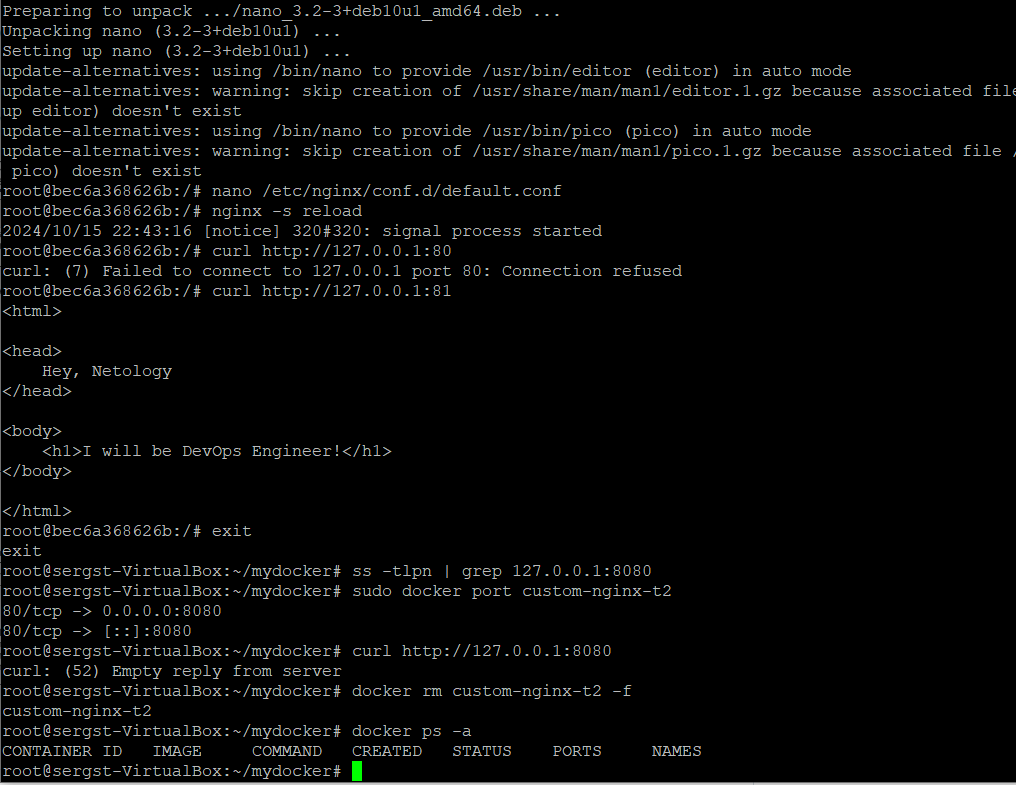 Preparing to unpack .../nano_3.2-3+deb10u1_amd64.deb ...
Unpacking nano (3.2-3+deb10u1) ...
Setting up nano (3.2-3+deb10u1) ...
update-alternatives: using /bin/nano to provide /usr/bin/editor (editor) in auto mode
update-alternatives: warning: skip creation of /usr/share/man/man1/editor.1.gz because associated file
up editor) doesn't exist
update-alternatives: using /bin/nano to provide /usr/bin/pico (pico) in auto mode
update-alternatives: warning: skip creation of /usr/share/man/man1/pico.1.gz because associated file /
pico) doesn't exist
root@bec6a368626b:/# nano /etc/nginx/conf.d/default.conf
root@bec6a368626b:/# nginx -s reload
2024/10/15 22:43:16 [notice] 320#320: signal process started
root@bec6a368626b:/# curl http://127.0.0.1:80
curl: (7) Failed to connect to 127.0.0.1 port 80: Connection refused
root@bec6a368626b:/# curl http://127.0.0.1:81
<html>
<head>
Hey, Netology
</head>
<body>
<h1>I will be DevOps Engineer!</h1>
</body>
</html>
root@bec6a368626b:/# exit
exit
root@sergst-VirtualBox:~/mydocker# ss -tlpn | grep 127.0.0.1:8080
root@sergst-VirtualBox:~/mydocker# sudo docker port custom-nginx-t2
80/tcp -> 0.0.0.0:8080
80/tcp -> [::]:8080
root@sergst-VirtualBox:~/mydocker# curl http://127.0.0.1:8080
curl: (52) Empty reply from server
root@sergst-VirtualBox:~/mydocker# docker rm custom-nginx-t2 -f
custom-nginx-t2
root@sergst-VirtualBox:~/mydocker# docker ps -a
CONTAINER ID   IMAGE     COMMAND   CREATED   STATUS    PORTS     NAMES
root@sergst-VirtualBox:~/mydocker#